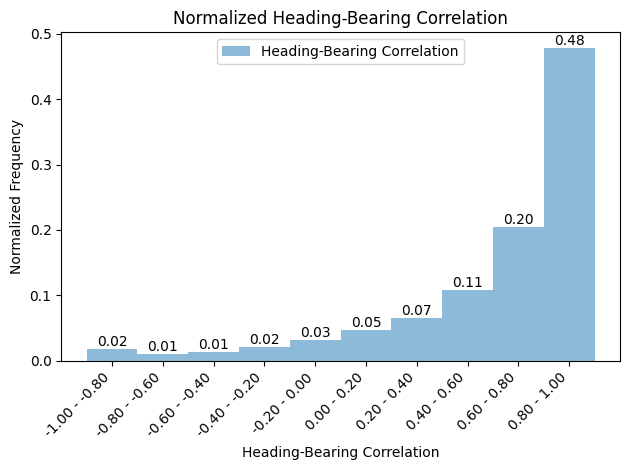 Normalized Heading-Bearing Correlation
Heading-Bearing Correlation
Normalized Frequency
0.5
0.4
0.3
0.2
0.1
0.0
0.02
0.01
0.01
0.02
0.03
0.05
0.07
0.11
0.20
0.48
-1.00 - -0.80
-0.80 - -0.60
-0.60 - -0.40
-0.40 - -0.20
-0.20 - 0.00
0.00 - 0.20
0.20 - 0.40
0.40 - 0.60
0.60 - 0.80
0.80 - 1.00
Heading-Bearing Correlation